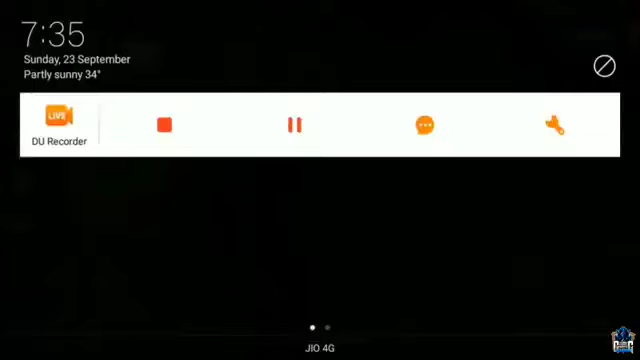 7:35
Sunday, 23 September
Partly sunny 34°
LIVE
DU Recorder
JIO 4G